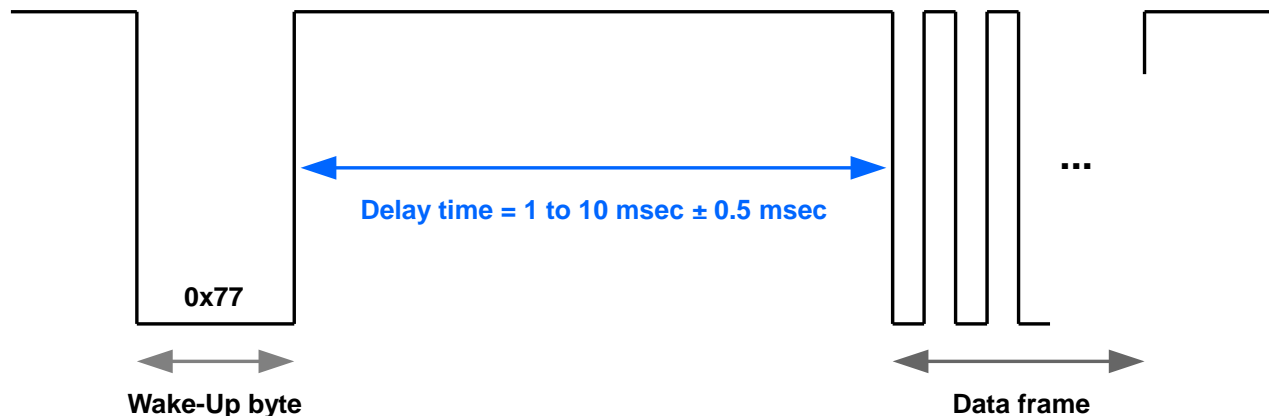 ...
Delay time = 1 to 10 msec ± 0.5 msec
0x77
Wake-Up byte
Data frame